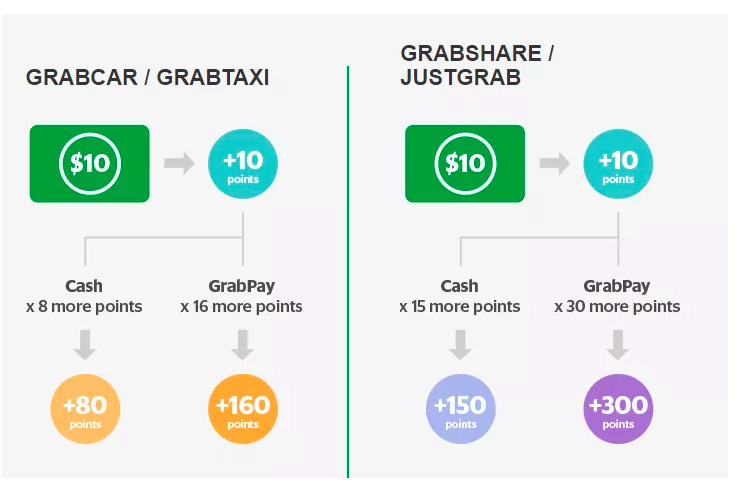 GRABCAR / GRABTAXI
$10
+10
points
Cash
x 8 more points
GrabPay
x 16 more points
+80
points
+160
points
GRABSHARE /
JUSTGRAB
$10
+10
points
Cash
x 15 more points
GrabPay
x 30 more points
+150
points
+300
points